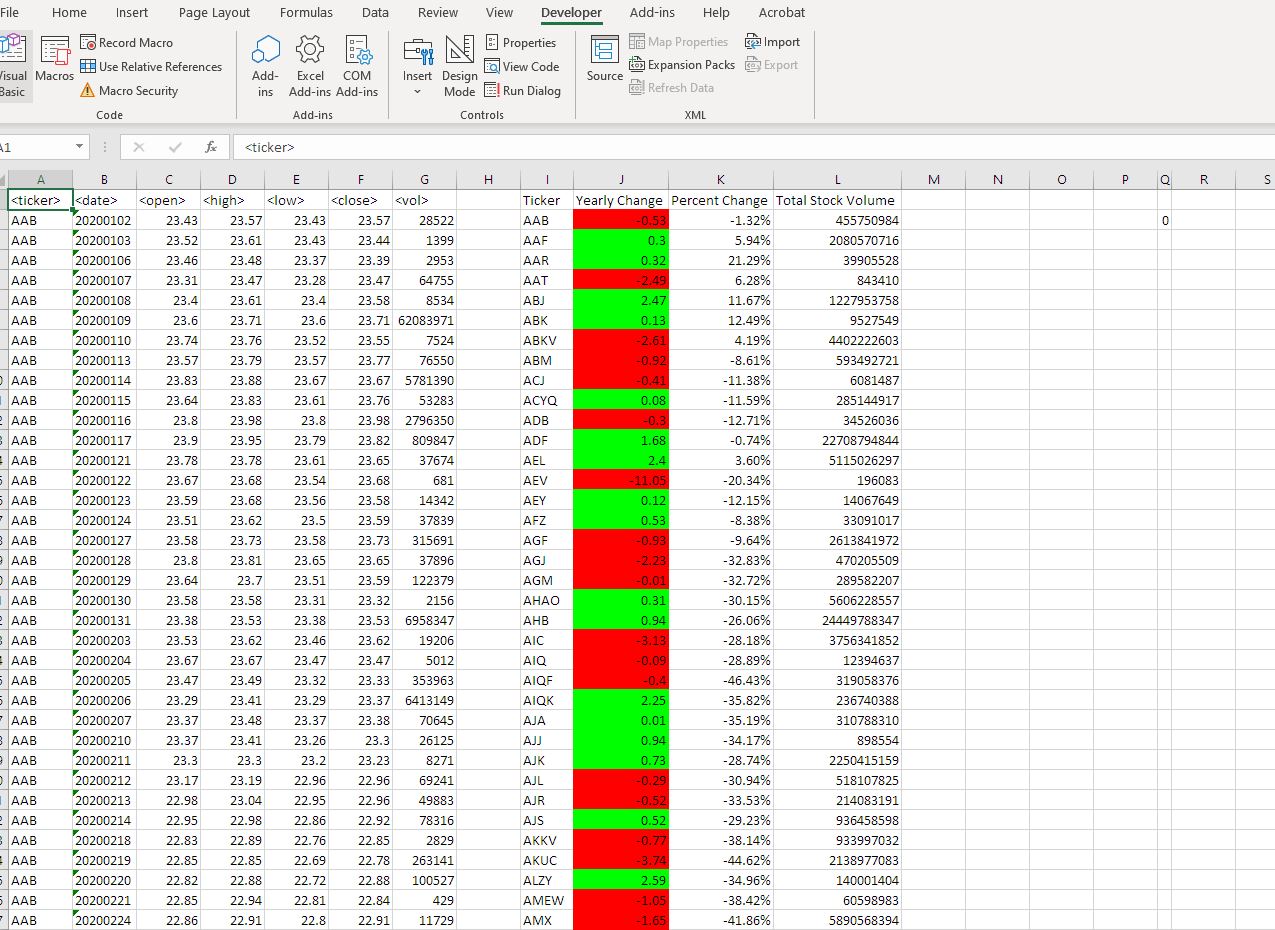 File Home Insert Page Layout Formulas Data Review View Developer Add-ins Help Acrobat
Record Macro Properties Map Properties Import
Use Relative References View Code Expansion Packs Export
Visual Basic Macros Macro Security Add-ins Excel Add-ins COM Add-ins Insert Design Mode Run Dialog Source Refresh Data
Code Add-ins Controls XML
A1 fx <ticker>
A B C D E F G H I J K L M N O P Q R S
<ticker> <date> <open> <high> <low> <close> <vol> Ticker Yearly Change Percent Change Total Stock Volume
AAB 20200102 23.43 23.57 23.43 23.57 28522 AAB -0.53 -1.32% 455750984 0
AAB 20200103 23.52 23.61 23.43 23.44 1399 AAF 0.3 5.94% 2080570716
AAB 20200106 23.46 23.48 23.37 23.39 2953 AAR 0.32 21.29% 39905528
AAB 20200107 23.31 23.47 23.28 23.47 64755 AAT -2.49 6.28% 843410
AAB 20200108 23.4 23.61 23.4 23.58 8534 ABJ 2.47 11.67% 1227953758
AAB 20200109 23.6 23.71 23.6 23.71 62083971 ABK 0.13 12.49% 9527549
AAB 20200110 23.74 23.76 23.52 23.55 7524 ABKV -2.61 4.19% 4402222603
AAB 20200113 23.57 23.79 23.57 23.77 76550 ABM -0.92 -8.61% 593492721
AAB 20200114 23.83 23.88 23.67 23.67 5781390 ACJ -0.41 -11.38% 6081487
AAB 20200115 23.64 23.83 23.61 23.76 53283 ACYQ 0.08 -11.59% 285144917
AAB 20200116 23.8 23.98 23.8 23.98 2796350 ADB -0.3 -12.71% 34526036
AAB 20200117 23.9 23.95 23.79 23.82 809847 ADF 1.68 -0.74% 22708794844
AAB 20200121 23.78 23.78 23.61 23.65 37674 AEL 2.4 3.60% 5115026297
AAB 20200122 23.67 23.68 23.54 23.68 681 AEV -11.05 -20.34% 196083
AAB 20200123 23.59 23.68 23.56 23.58 14342 AEY 0.12 -12.15% 14067649
AAB 20200124 23.51 23.62 23.5 23.59 37839 AFZ 0.53 -8.38% 33091017
AAB 20200127 23.58 23.73 23.58 23.73 315691 AGF -0.93 -9.64% 2613841972
AAB 20200128 23.8 23.81 23.65 23.65 37896 AGJ -2.23 -32.83% 470205509
AAB 20200129 23.64 23.7 23.51 23.59 122379 AGM -0.01 -32.72% 289582207
AAB 20200130 23.58 23.58 23.31 23.32 2156 AHAO 0.31 -30.15% 5606228557
AAB 20200131 23.38 23.53 23.38 23.53 6958347 AHB 0.94 -26.06% 24449788347
AAB 20200203 23.53 23.62 23.46 23.62 19206 AIC -3.13 -28.18% 3756341852
AAB 20200204 23.67 23.67 23.47 23.47 5012 AIQ -0.09 -28.89% 12394637
AAB 20200205 23.47 23.49 23.32 23.33 353963 AIQF -0.4 -46.43% 319058376
AAB 20200206 23.29 23.41 23.29 23.37 6413149 AIQK 2.25 -35.82% 236740388
AAB 20200207 23.37 23.48 23.37 23.38 70645 AJA 0.01 -35.19% 310788310
AAB 20200210 23.37 23.41 23.26 23.3 26125 AJJ 0.94 -34.17% 898554
AAB 20200211 23.3 23.3 23.2 23.23 8271 AJK 0.73 -28.74% 2250415159
AAB 20200212 23.17 23.19 22.96 22.96 69241 AJL -0.29 -30.94% 518107825
AAB 20200213 22.98 23.04 22.95 22.96 49883 AJR -0.52 -33.53% 214083191
AAB 20200214 22.95 22.98 22.86 22.92 78316 AJS 0.52 -29.23% 936458598
AAB 20200218 22.83 22.89 22.76 22.85 2829 AKKV -0.77 -38.14% 933997032
AAB 20200219 22.85 22.85 22.69 22.78 263141 AKUC -3.74 -44.62% 2138977083
AAB 20200220 22.82 22.88 22.72 22.88 100527 ALZY 2.59 -34.96% 140001404
AAB 20200221 22.85 22.94 22.81 22.84 429 AMEW -1.05 -38.42% 60598983
AAB 20200224 22.86 22.91 22.8 22.91 11729 AMX -1.65 -41.86% 5890568394